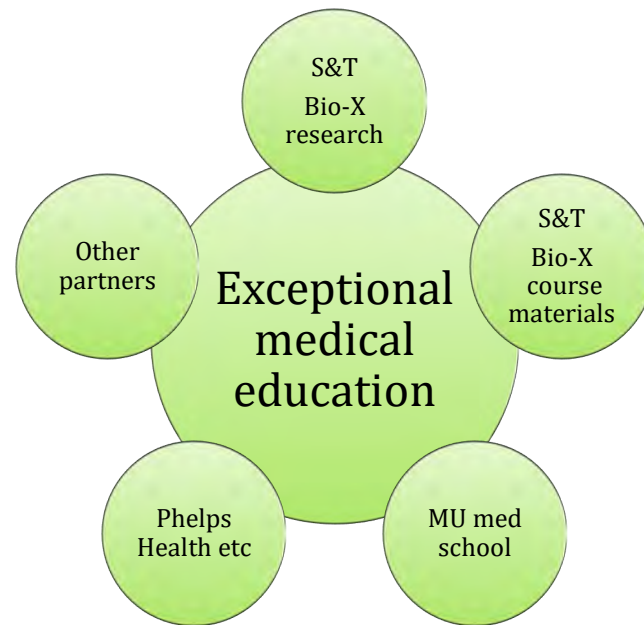 S&T
Bio-X
research
S&T
Bio-X
course
materials
MU med
school
Phelps
Health etc
Other
partners
Exceptional
medical
education